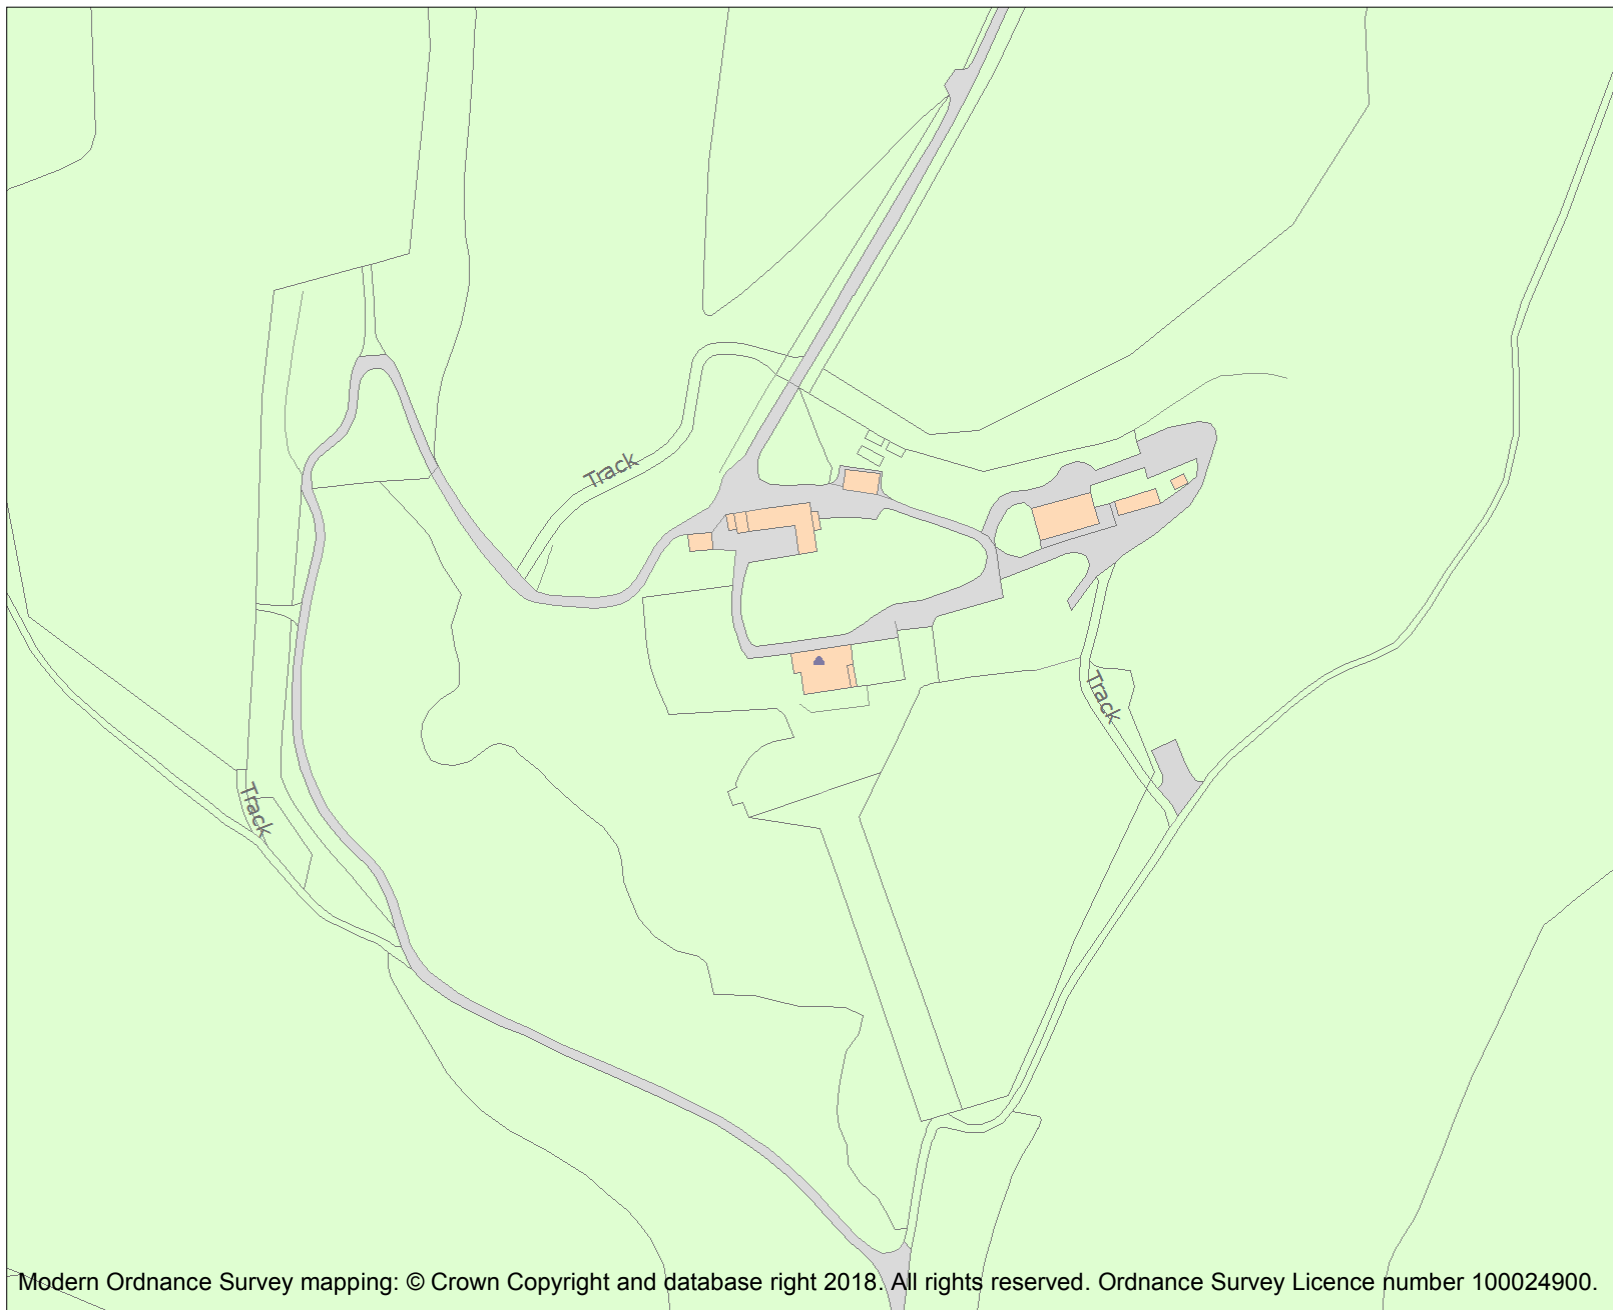 Track
Track
Track
Modern Ordnance Survey mapping: © Crown Copyright and database right 2018. All rights reserved. Ordnance Survey Licence number 100024900.